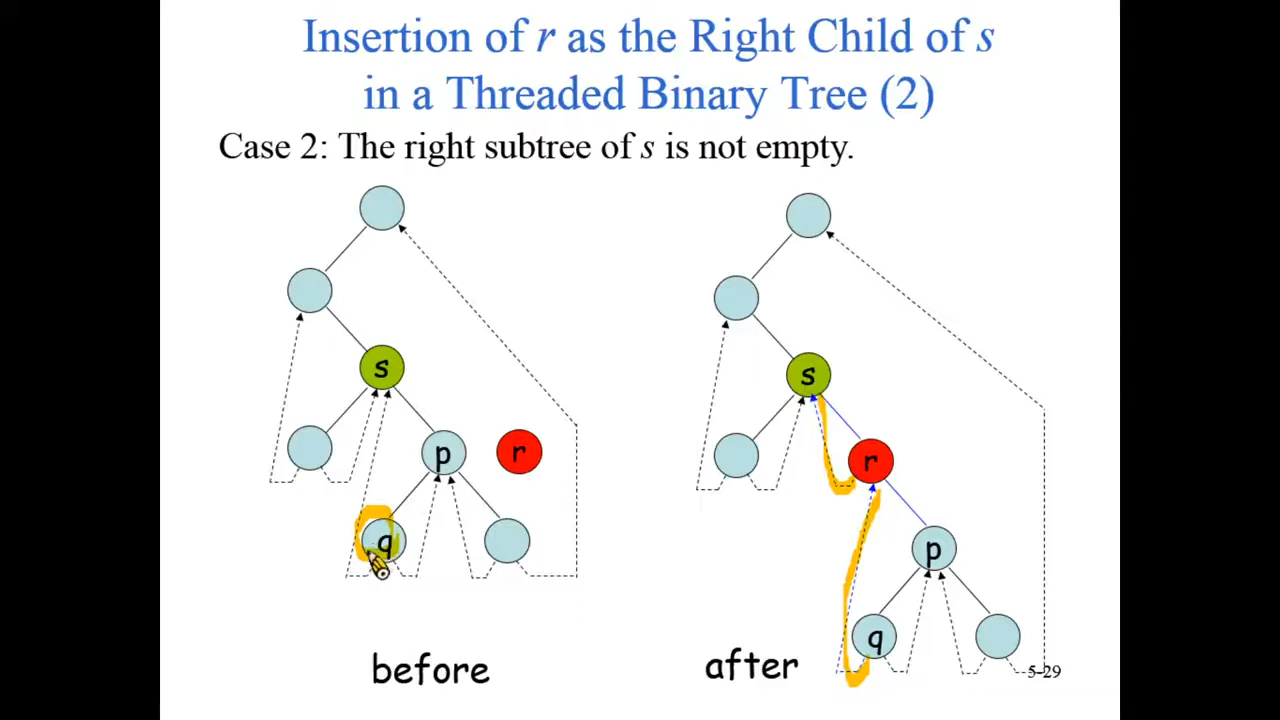 Insertion of r as the Right Child of s
in a Threaded Binary Tree (2)
Case 2: The right subtree of s is not empty.
s
p
r
q
before
s
r
p
q
after
5-29